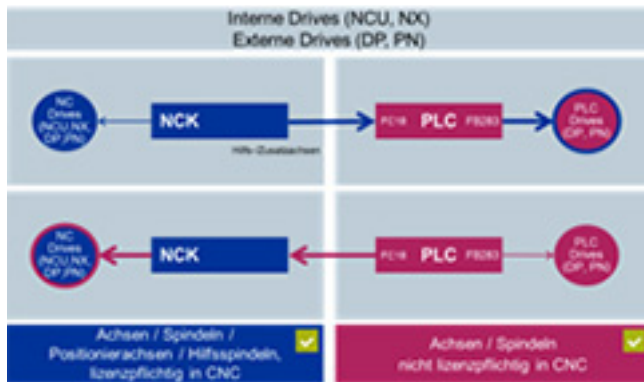 Interne Drives (NCU, NX)
Externe Drives (DP, PN)
NC
Drives
(NCU,NX,
DP,PN)
NCK
Hilfs-/Zusatzachsen
FC18 PLC FB283
PLC
Drives
(DP, PN)
NC
Drives
(NCU,NX,
DP,PN)
NCK
FC18 PLC FB283
PLC
Drives
(DP, PN)
Achsen / Spindeln /
Positionierachsen / Hilfsspindeln,
lizenzpflichtig in CNC
Achsen / Spindeln
nicht lizenzpflichtig in CNC